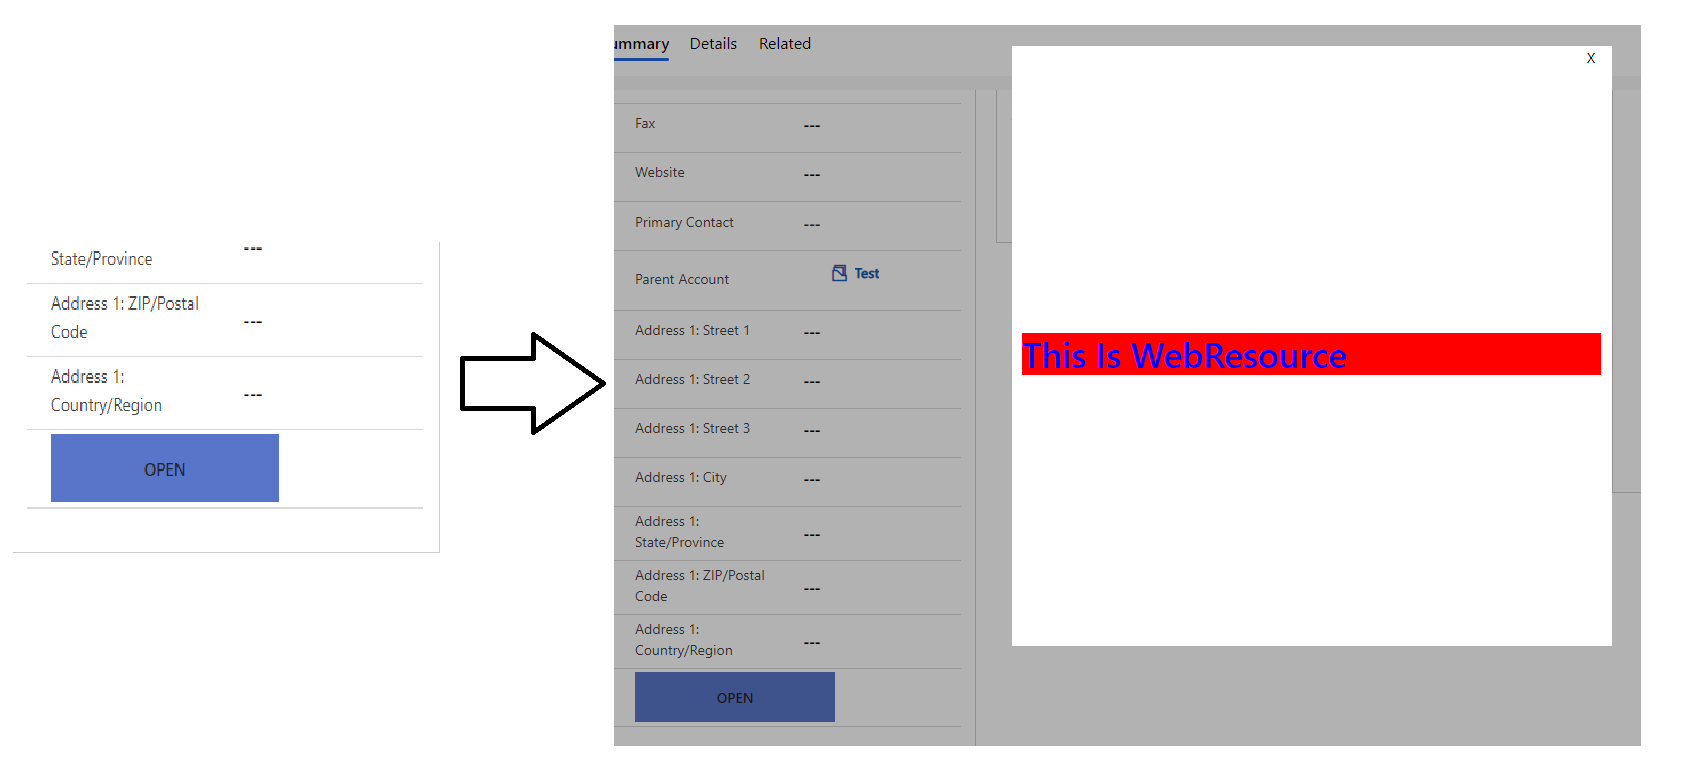 State/Province
---
Address 1: ZIP/Postal
Code
---
Address 1:
Country/Region
---
OPEN
Summary Details Related
X
Fax ---
Website ---
Primary Contact ---
Parent Account Test
Address 1: Street 1 ---
Address 1: Street 2 ---
Address 1: Street 3 ---
Address 1: City ---
Address 1:
State/Province
---
Address 1: ZIP/Postal
Code
---
Address 1:
Country/Region
---
OPEN
This Is WebResource